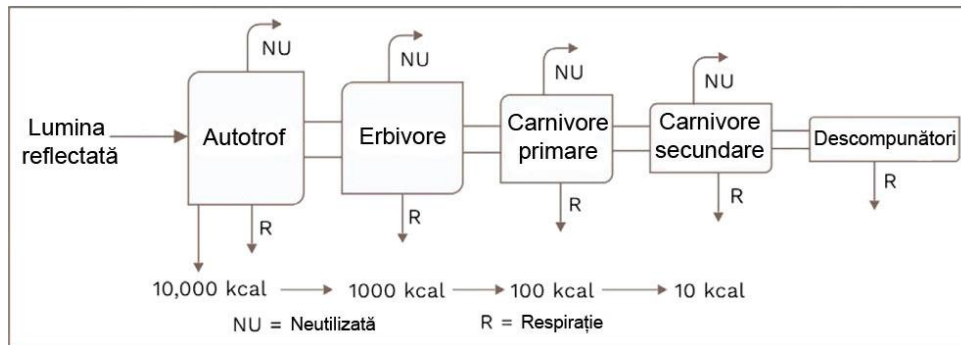 NU
NU
NU
NU
Lumina
reflectată
Autotrof
Erbivore
Carnivore
primare
Carnivore
secundare
Descompunători
R
R
R
R
R
10,000 kcal
1000 kcal
100 kcal
10 kcal
NU = Neutilizată
R = Respirație